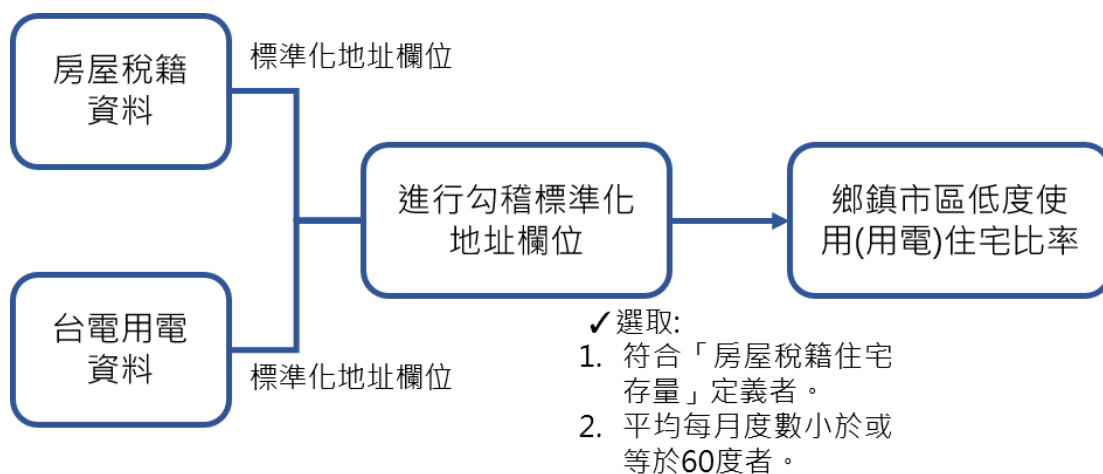 房屋稅籍
資料
標準化地址欄位
台電用電
資料
標準化地址欄位
進行勾稽標準化
地址欄位
✓選取:
1. 符合「房屋稅籍住宅
存量」定義者。
2. 平均每月度數小於或
等於60度者。
鄉鎮市區低度使
用(用電)住宅比率